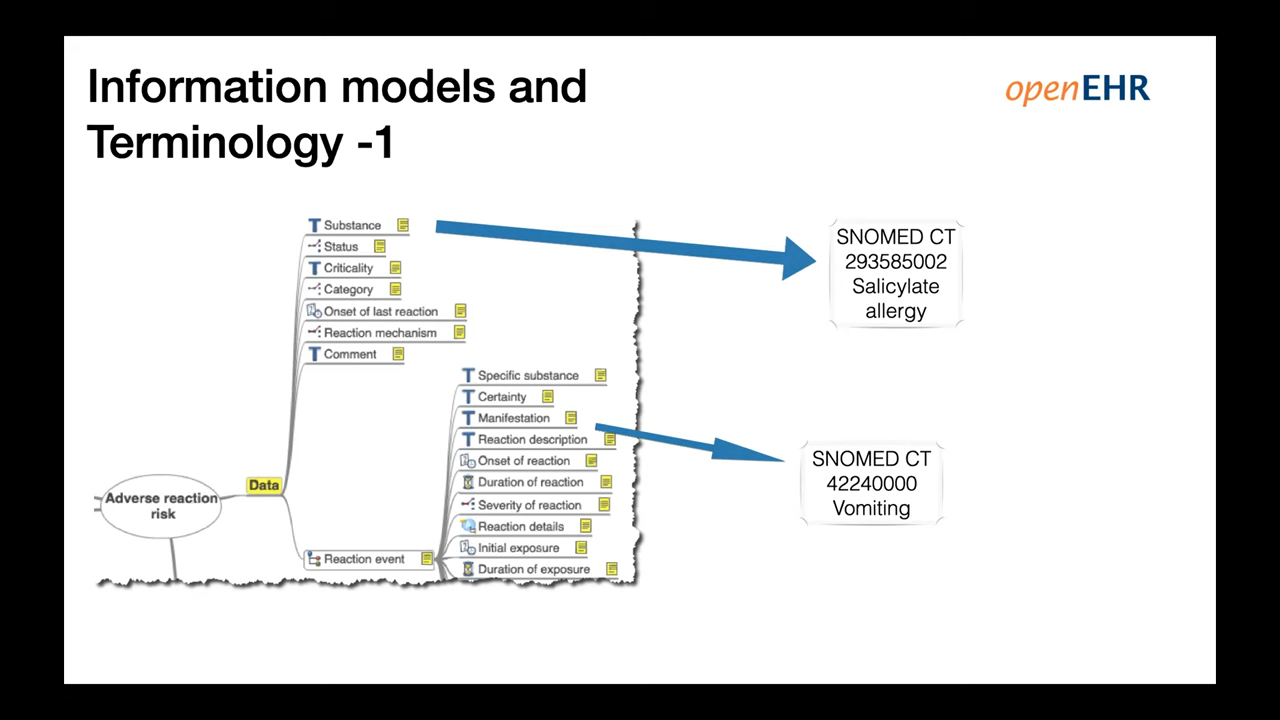 Information models and
Terminology -1
openEHR
Substance
Status
Criticality
Category
Onset of last reaction
Reaction mechanism
Comment
Specific substance
Certainty
Manifestation
Reaction description
Onset of reaction
Duration of reaction
Severity of reaction
Reaction details
Initial exposure
Duration of exposure
Adverse reaction
risk
Data
Reaction event
SNOMED CT
293585002
Salicylate
allergy
SNOMED CT
42240000
Vomiting